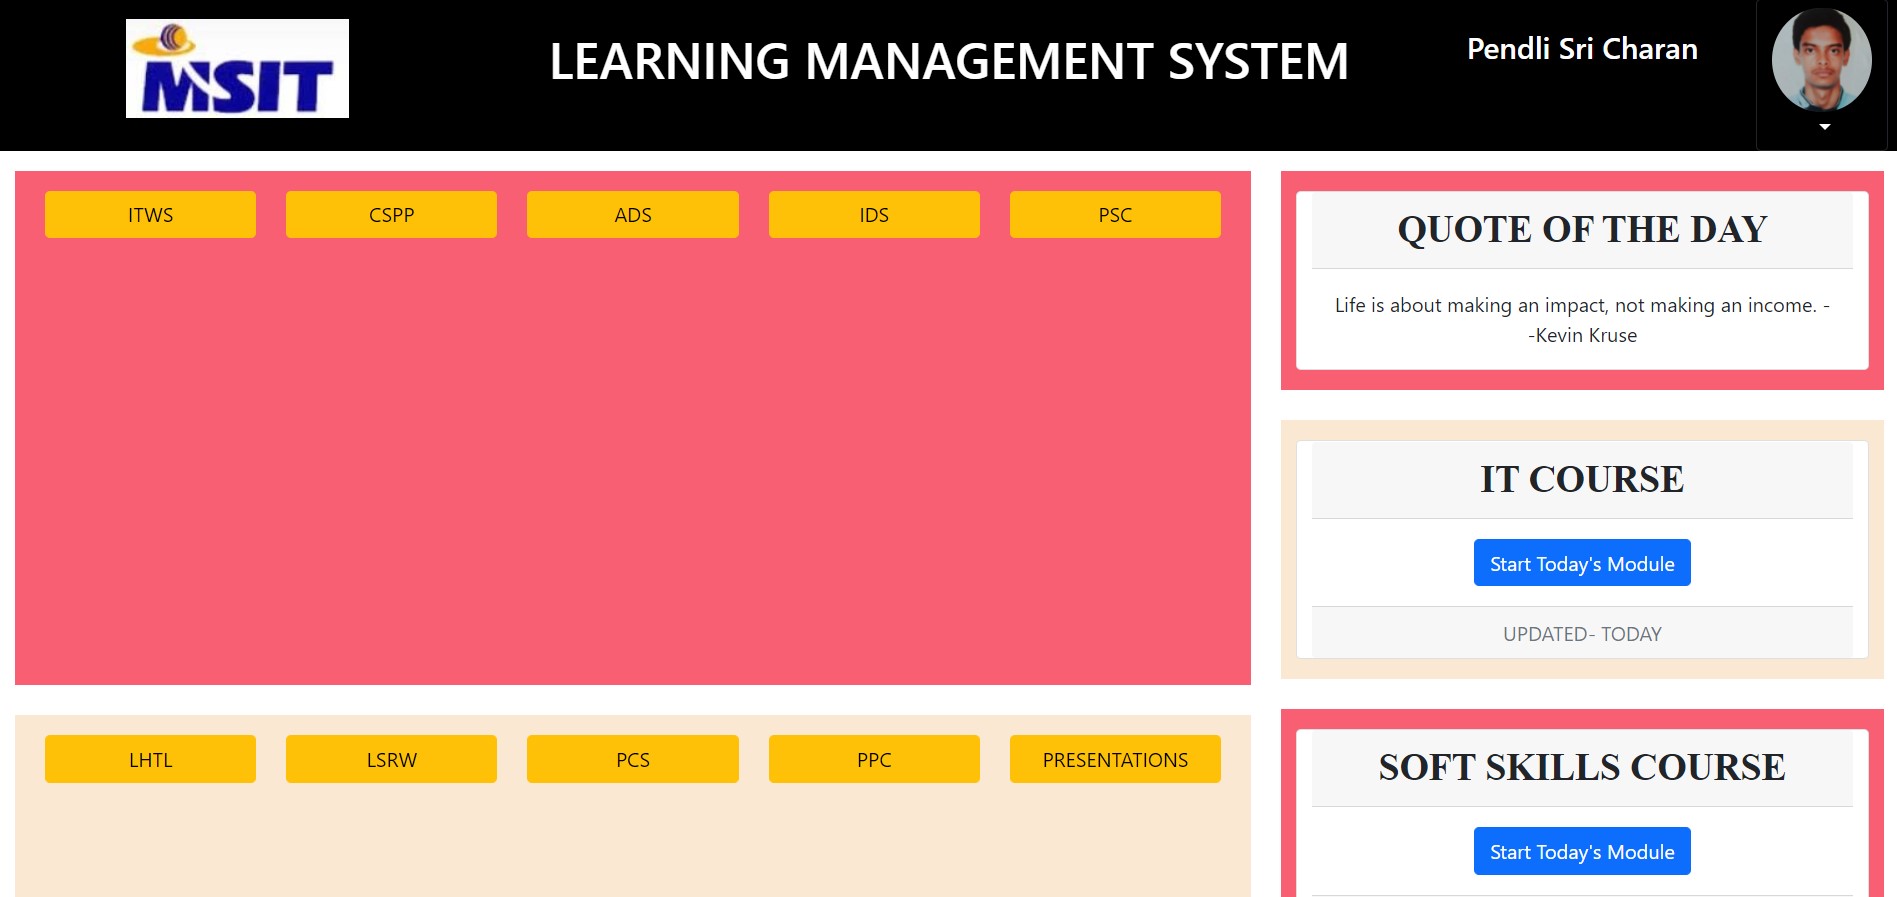 MSIT
LEARNING MANAGEMENT SYSTEM
Pendli Sri Charan
ITWS
CSPP
ADS
IDS
PSC
QUOTE OF THE DAY
Life is about making an impact, not making an income. -
-Kevin Kruse
IT COURSE
Start Today's Module
UPDATED- TODAY
LHTL
LSRW
PCS
PPC
PRESENTATIONS
SOFT SKILLS COURSE
Start Today's Module